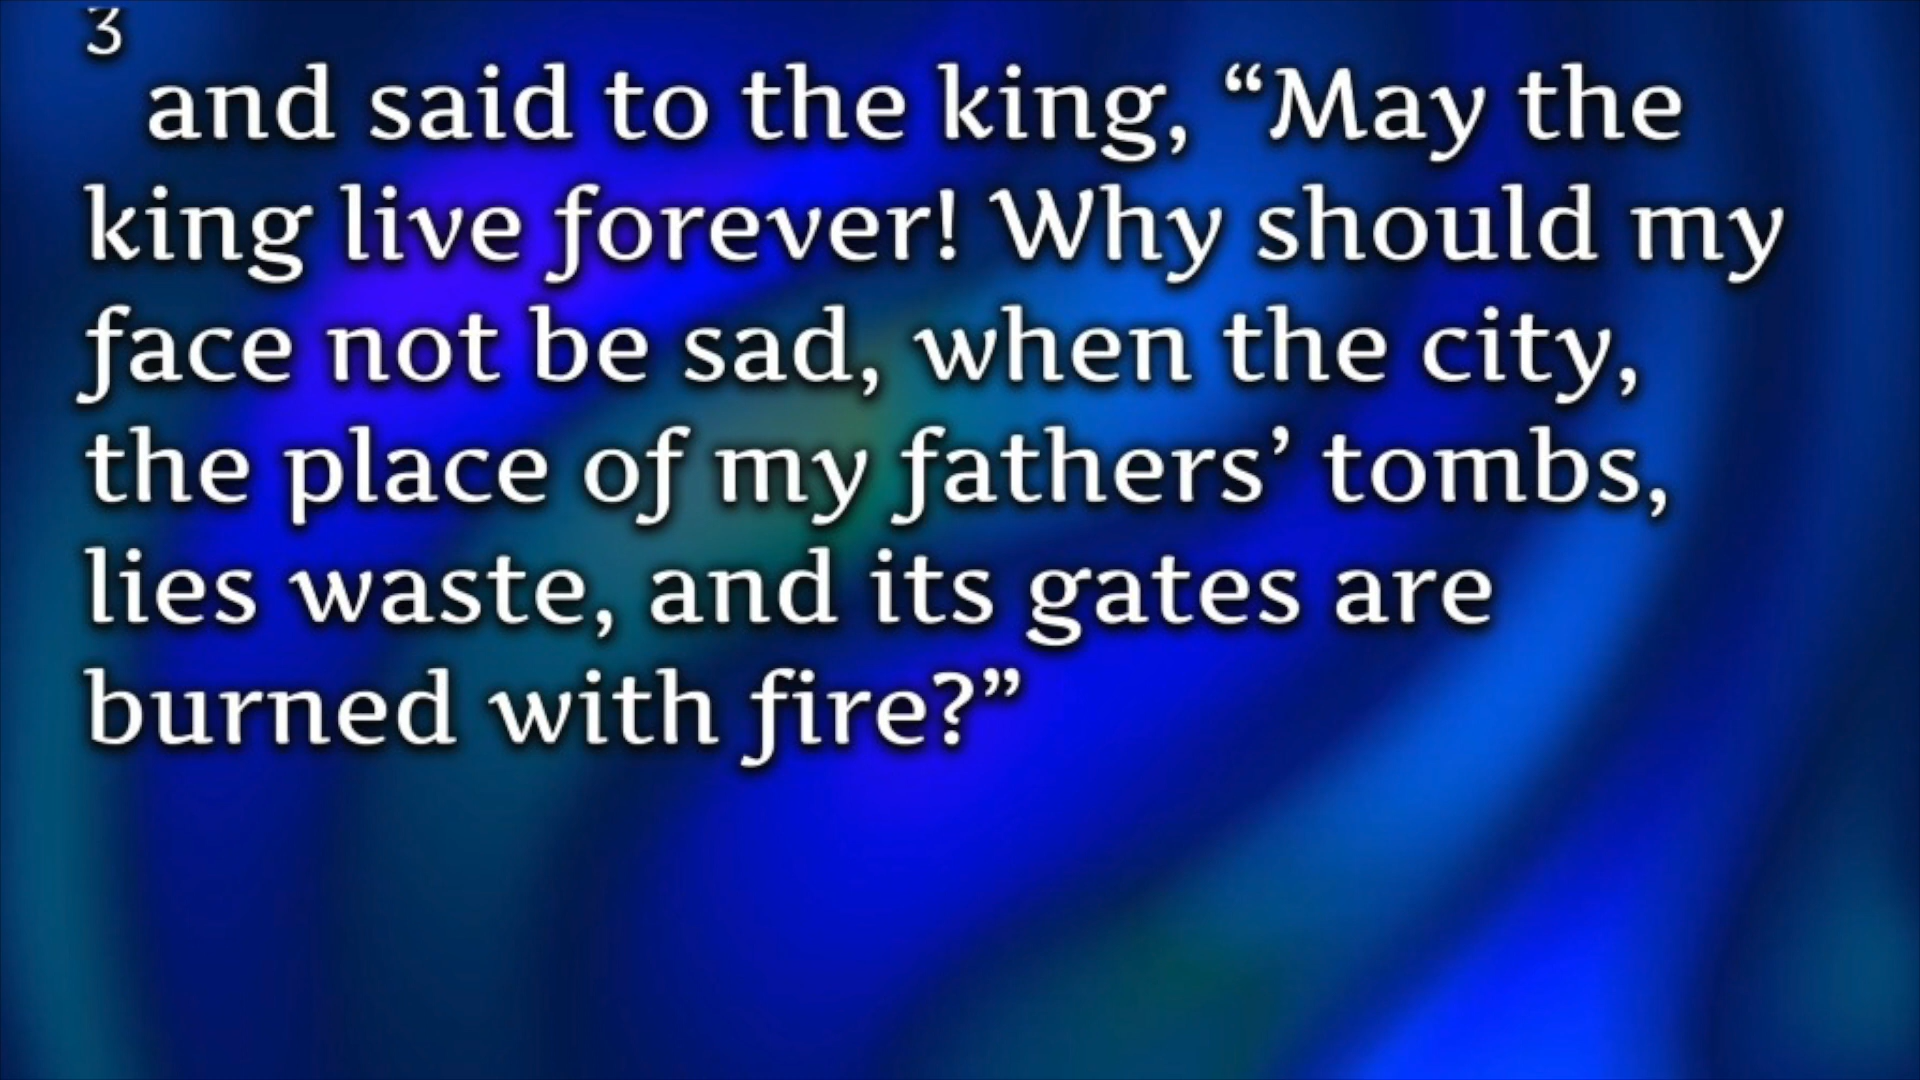 3
and said to the king, “May the
king live forever! Why should my
face not be sad, when the city,
the place of my fathers’ tombs,
lies waste, and its gates are
burned with fire?”